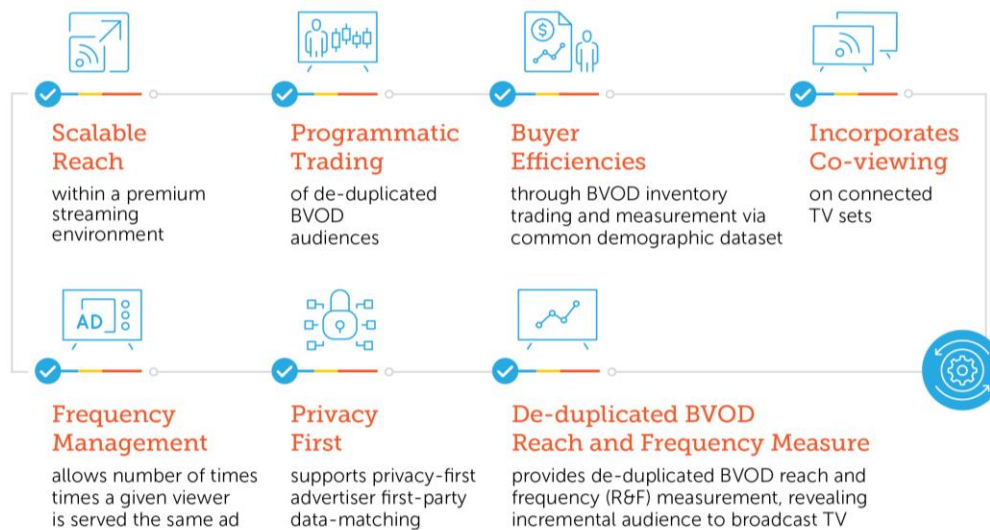 Scalable
Reach
within a premium
streaming
environment
Programmatic
Trading
of de-duplicated
BVOD
audiences
Buyer
Efficiencies
through BVOD inventory
trading and measurement via
common demographic dataset
Incorporates
Co-viewing
on connected
TV sets
AD
Frequency
Management
allows number of times
times a given viewer
is served the same ad
Privacy
First
supports privacy-first
advertiser first-party
data-matching
De-duplicated BVOD
Reach and Frequency Measure
provides de-duplicated BVOD reach and
frequency (R&F) measurement, revealing
incremental audience to broadcast TV